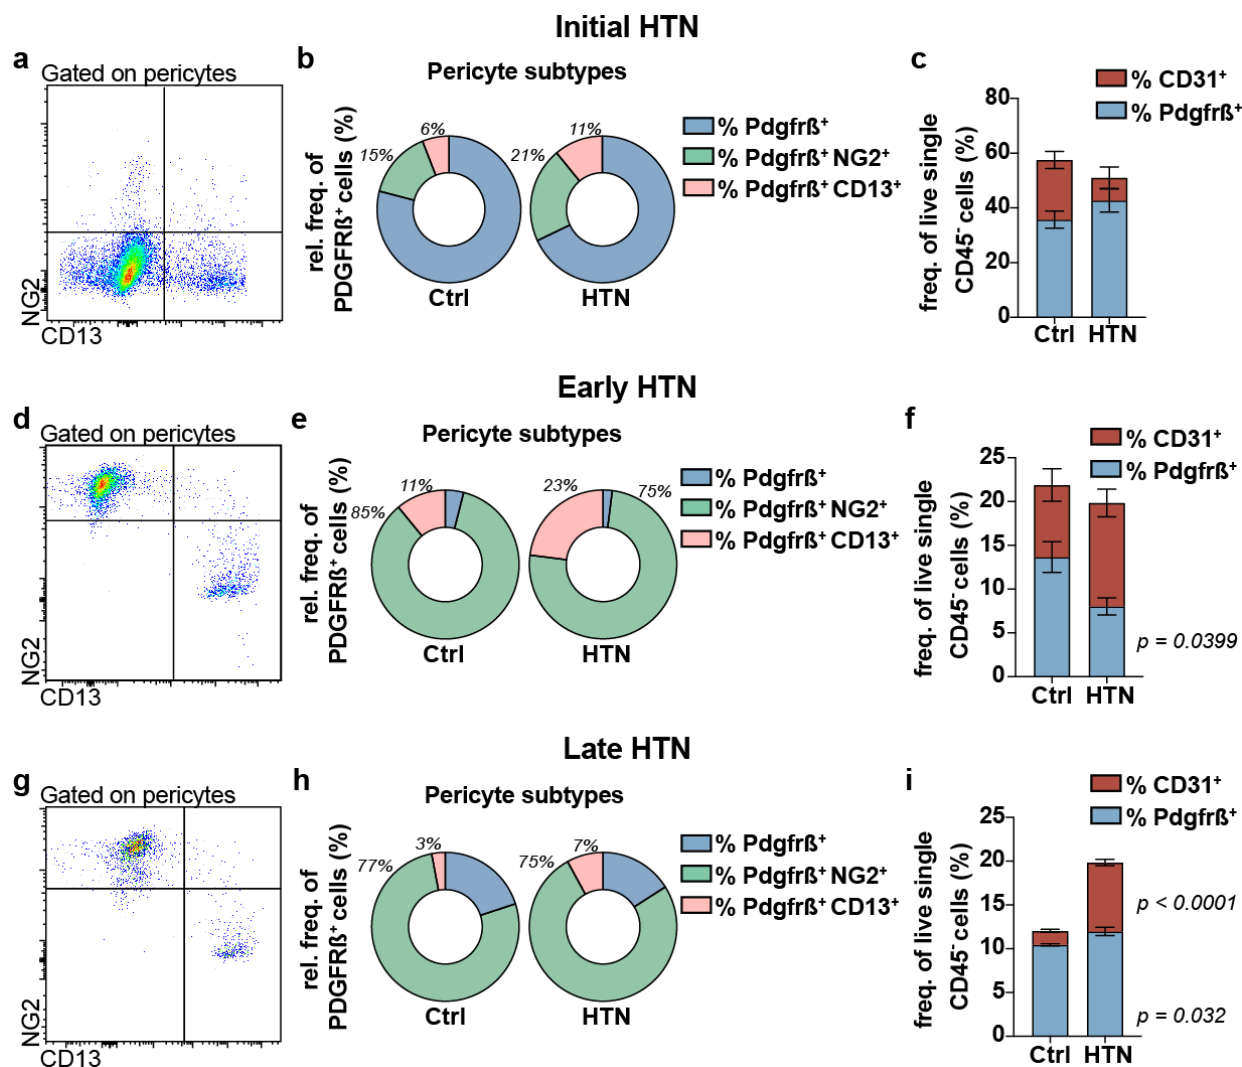 Initial HTN
a
Gated on pericytes
NG2
CD13
b
Pericyte subtypes
rel. freq. of
PDGFRß⁺ cells (%)
6%
15%
Ctrl
11%
21%
HTN
% Pdgfrß⁺
% Pdgfrß⁺ NG2⁺
% Pdgfrß⁺ CD13⁺
c
% CD31⁺
% Pdgfrß⁺
freq. of live single
CD45⁻ cells (%)
80
60
40
20
0
Ctrl HTN
Early HTN
d
Gated on pericytes
NG2
CD13
e
Pericyte subtypes
rel. freq. of
PDGFRß⁺ cells (%)
11%
85%
Ctrl
23%
75%
HTN
% Pdgfrß⁺
% Pdgfrß⁺ NG2⁺
% Pdgfrß⁺ CD13⁺
f
% CD31⁺
% Pdgfrß⁺
freq. of live single
CD45⁻ cells (%)
25
20
15
10
5
0
p = 0.0399
Ctrl HTN
Late HTN
g
Gated on pericytes
NG2
CD13
h
Pericyte subtypes
rel. freq. of
PDGFRß⁺ cells (%)
3%
77%
Ctrl
7%
75%
HTN
% Pdgfrß⁺
% Pdgfrß⁺ NG2⁺
% Pdgfrß⁺ CD13⁺
i
% CD31⁺
% Pdgfrß⁺
freq. of live single
CD45⁻ cells (%)
25
20
15
10
5
0
p < 0.0001
p = 0.032
Ctrl HTN